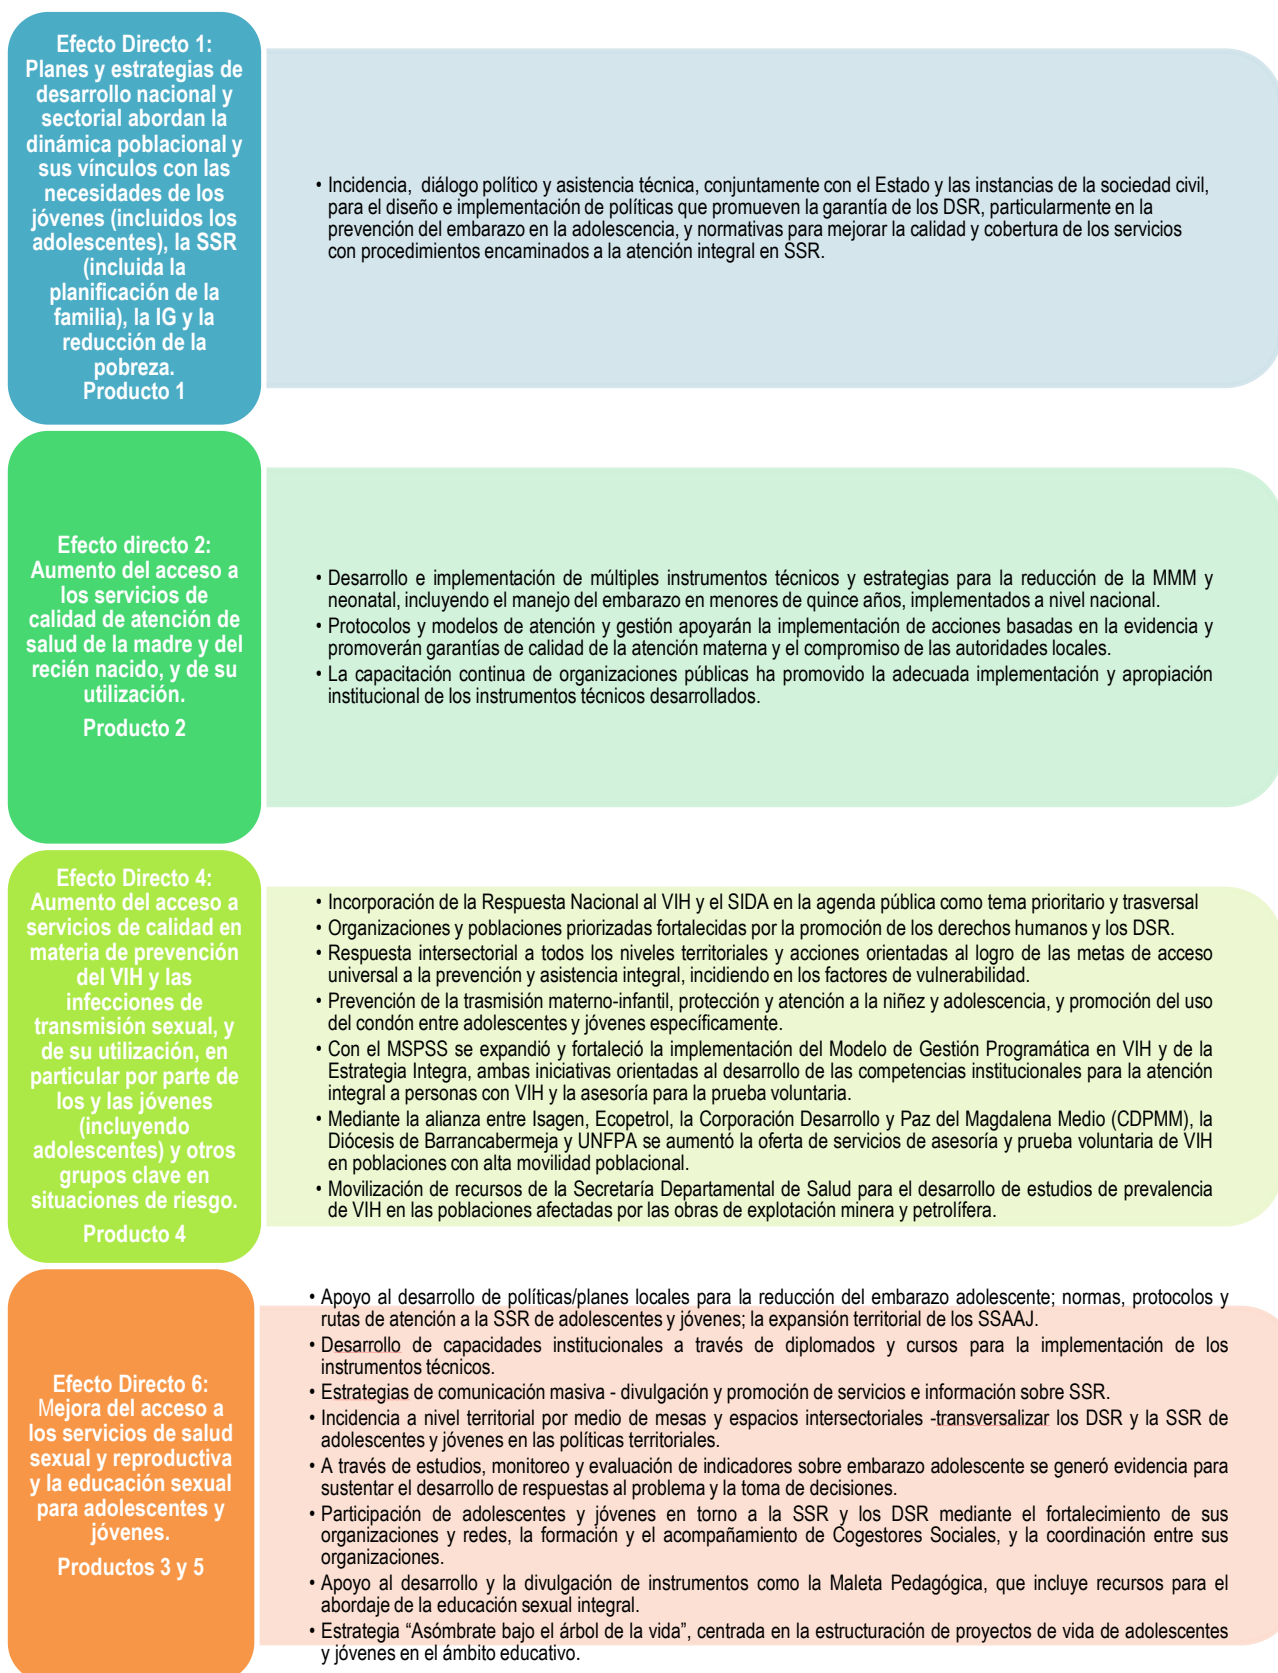 Efecto Directo 1:
Planes y estrategias de
desarrollo nacional y
sectorial abordan la
dinámica poblacional y
sus vínculos con las
necesidades de los
jóvenes (incluidos los
adolescentes), la SSR
(incluida la
planificación de la
familia), la IG y la
reducción de la
pobreza.
Producto 1
• Incidencia, diálogo político y asistencia técnica, conjuntamente con el Estado y las instancias de la sociedad civil,
para el diseño e implementación de políticas que promueven la garantía de los DSR, particularmente en la
prevención del embarazo en la adolescencia, y normativas para mejorar la calidad y cobertura de los servicios
con procedimientos encaminados a la atención integral en SSR.
Efecto directo 2:
Aumento del acceso a
los servicios de
calidad de atención de
salud de la madre y del
recién nacido, y de su
utilización.
Producto 2
• Desarrollo e implementación de múltiples instrumentos técnicos y estrategias para la reducción de la MMM y
neonatal, incluyendo el manejo del embarazo en menores de quince años, implementados a nivel nacional.
• Protocolos y modelos de atención y gestión apoyarán la implementación de acciones basadas en la evidencia y
promoverán garantías de calidad de la atención materna y el compromiso de las autoridades locales.
• La capacitación continua de organizaciones públicas ha promovido la adecuada implementación y apropiación
institucional de los instrumentos técnicos desarrollados.
Efecto Directo 4:
Aumento del acceso a
servicios de calidad en
materia de prevención
del VIH y las
infecciones de
transmisión sexual, y
de su utilización, en
particular por parte de
los y las jóvenes
(incluyendo
adolescentes) y otros
grupos clave en
situaciones de riesgo.
Producto 4
• Incorporación de la Respuesta Nacional al VIH y el SIDA en la agenda pública como tema prioritario y trasversal
• Organizaciones y poblaciones priorizadas fortalecidas por la promoción de los derechos humanos y los DSR.
• Respuesta intersectorial a todos los niveles territoriales y acciones orientadas al logro de las metas de acceso
universal a la prevención y asistencia integral, incidiendo en los factores de vulnerabilidad.
• Prevención de la trasmisión materno-infantil, protección y atención a la niñez y adolescencia, y promoción del uso
del condón entre adolescentes y jóvenes específicamente.
• Con el MSPSS se expandió y fortaleció la implementación del Modelo de Gestión Programática en VIH y de la
Estrategia Integra, ambas iniciativas orientadas al desarrollo de las competencias institucionales para la atención
integral a personas con VIH y la asesoría para la prueba voluntaria.
• Mediante la alianza entre Isagen, Ecopetrol, la Corporación Desarrollo y Paz del Magdalena Medio (CDPMM), la
Diócesis de Barrancabermeja y UNFPA se aumentó la oferta de servicios de asesoría y prueba voluntaria de VIH
en poblaciones con alta movilidad poblacional.
• Movilización de recursos de la Secretaría Departamental de Salud para el desarrollo de estudios de prevalencia
de VIH en las poblaciones afectadas por las obras de explotación minera y petrolífera.
Efecto Directo 6:
Mejora del acceso a
los servicios de salud
sexual y reproductiva
y la educación sexual
para adolescentes y
jóvenes.
Productos 3 y 5
• Apoyo al desarrollo de políticas/planes locales para la reducción del embarazo adolescente; normas, protocolos y
rutas de atención a la SSR de adolescentes y jóvenes; la expansión territorial de los SSAAJ.
• Desarrollo de capacidades institucionales a través de diplomados y cursos para la implementación de los
instrumentos técnicos.
• Estrategias de comunicación masiva - divulgación y promoción de servicios e información sobre SSR.
• Incidencia a nivel territorial por medio de mesas y espacios intersectoriales -transversalizar los DSR y la SSR de
adolescentes y jóvenes en las políticas territoriales.
• A través de estudios, monitoreo y evaluación de indicadores sobre embarazo adolescente se generó evidencia para
sustentar el desarrollo de respuestas al problema y la toma de decisiones.
• Participación de adolescentes y jóvenes en torno a la SSR y los DSR mediante el fortalecimiento de sus
organizaciones y redes, la formación y el acompañamiento de Cogestores Sociales, y la coordinación entre sus
organizaciones.
• Apoyo al desarrollo y la divulgación de instrumentos como la Maleta Pedagógica, que incluye recursos para el
abordaje de la educación sexual integral.
• Estrategia “Asómbrate bajo el árbol de la vida”, centrada en la estructuración de proyectos de vida de adolescentes
y jóvenes en el ámbito educativo.